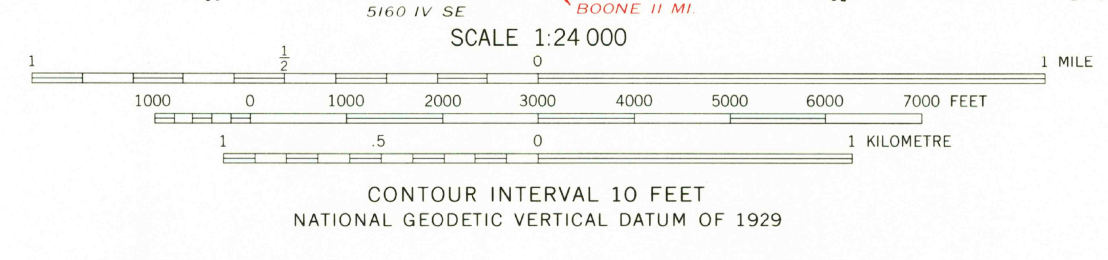 5160 IV SE
BOONE 11 MI.
SCALE 1:24 000
1 1/2 0 1 MILE
1000 0 1000 2000 3000 4000 5000 6000 7000 FEET
1 .5 0 1 KILOMETRE
CONTOUR INTERVAL 10 FEET
NATIONAL GEODETIC VERTICAL DATUM OF 1929